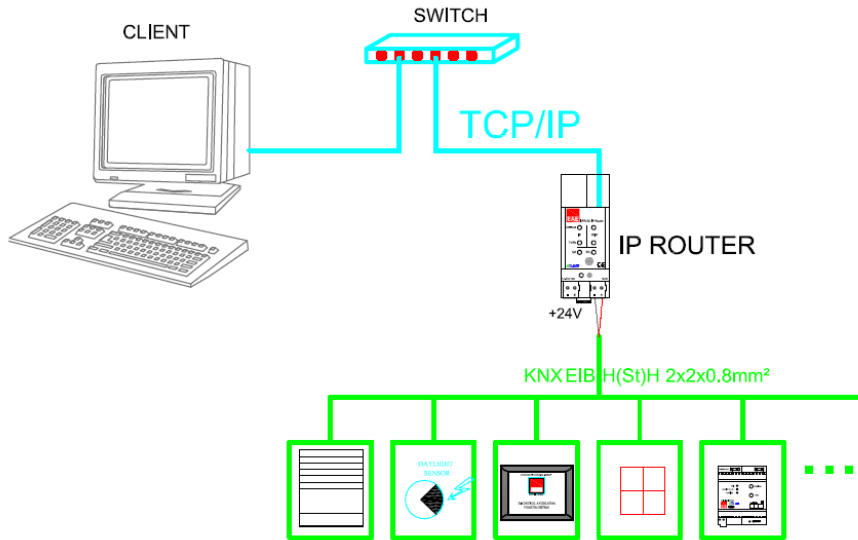 CLIENT
SWITCH
TCP/IP
IP ROUTER
+24V
KNX EIB H(St)H 2x2x0,8mm²
DAYLIGHT
SENSOR